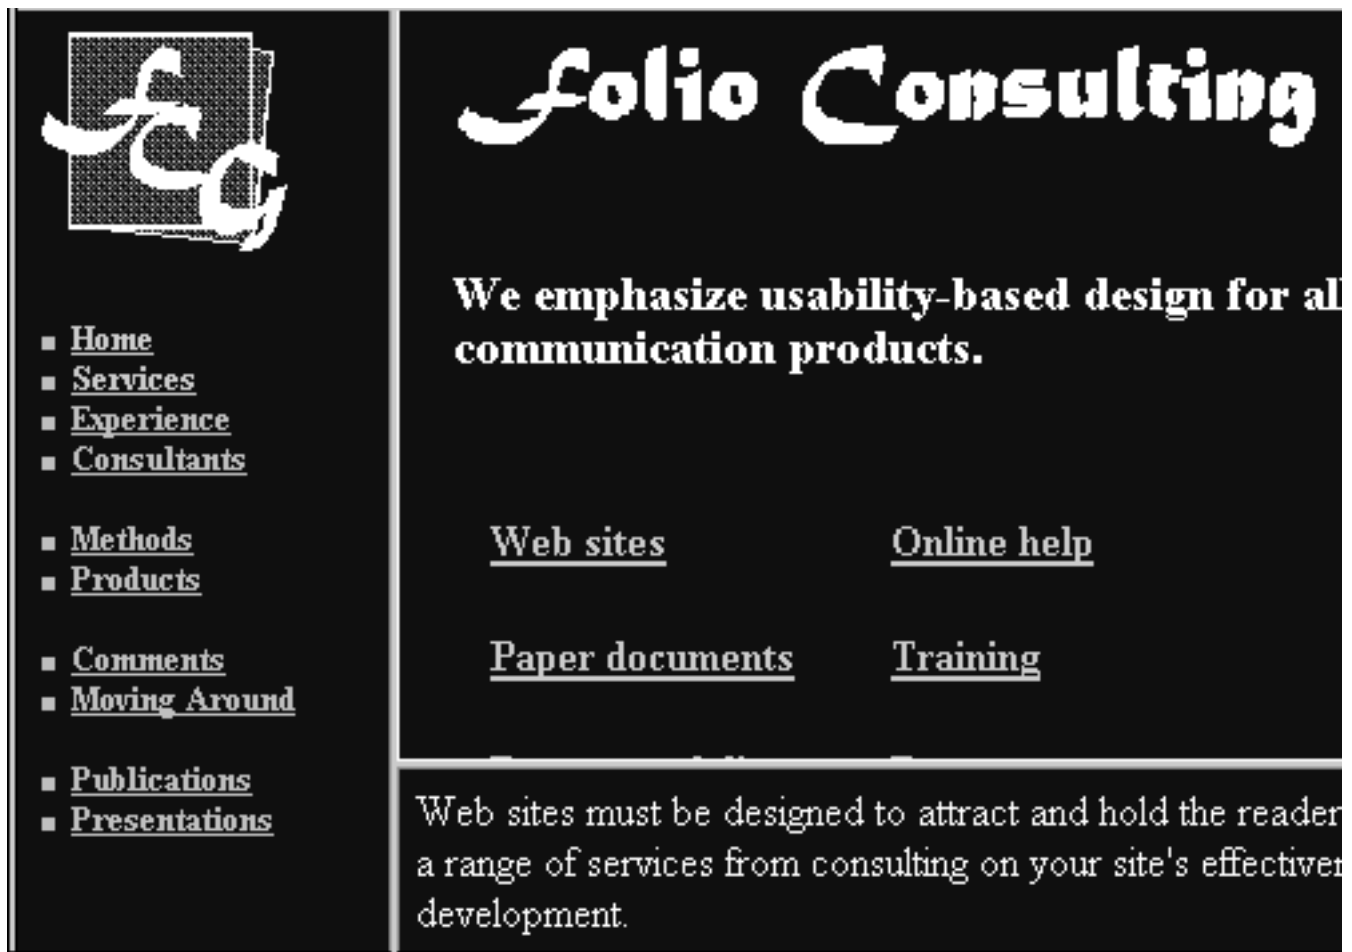 FCG
Folio Consulting
Home
Services
Experience
Consultants
Methods
Products
Comments
Moving Around
Publications
Presentations
We emphasize usability-based design for all
communication products.
Web sites Online help
Paper documents Training
Web sites must be designed to attract and hold the reader
a range of services from consulting on your site's
development.